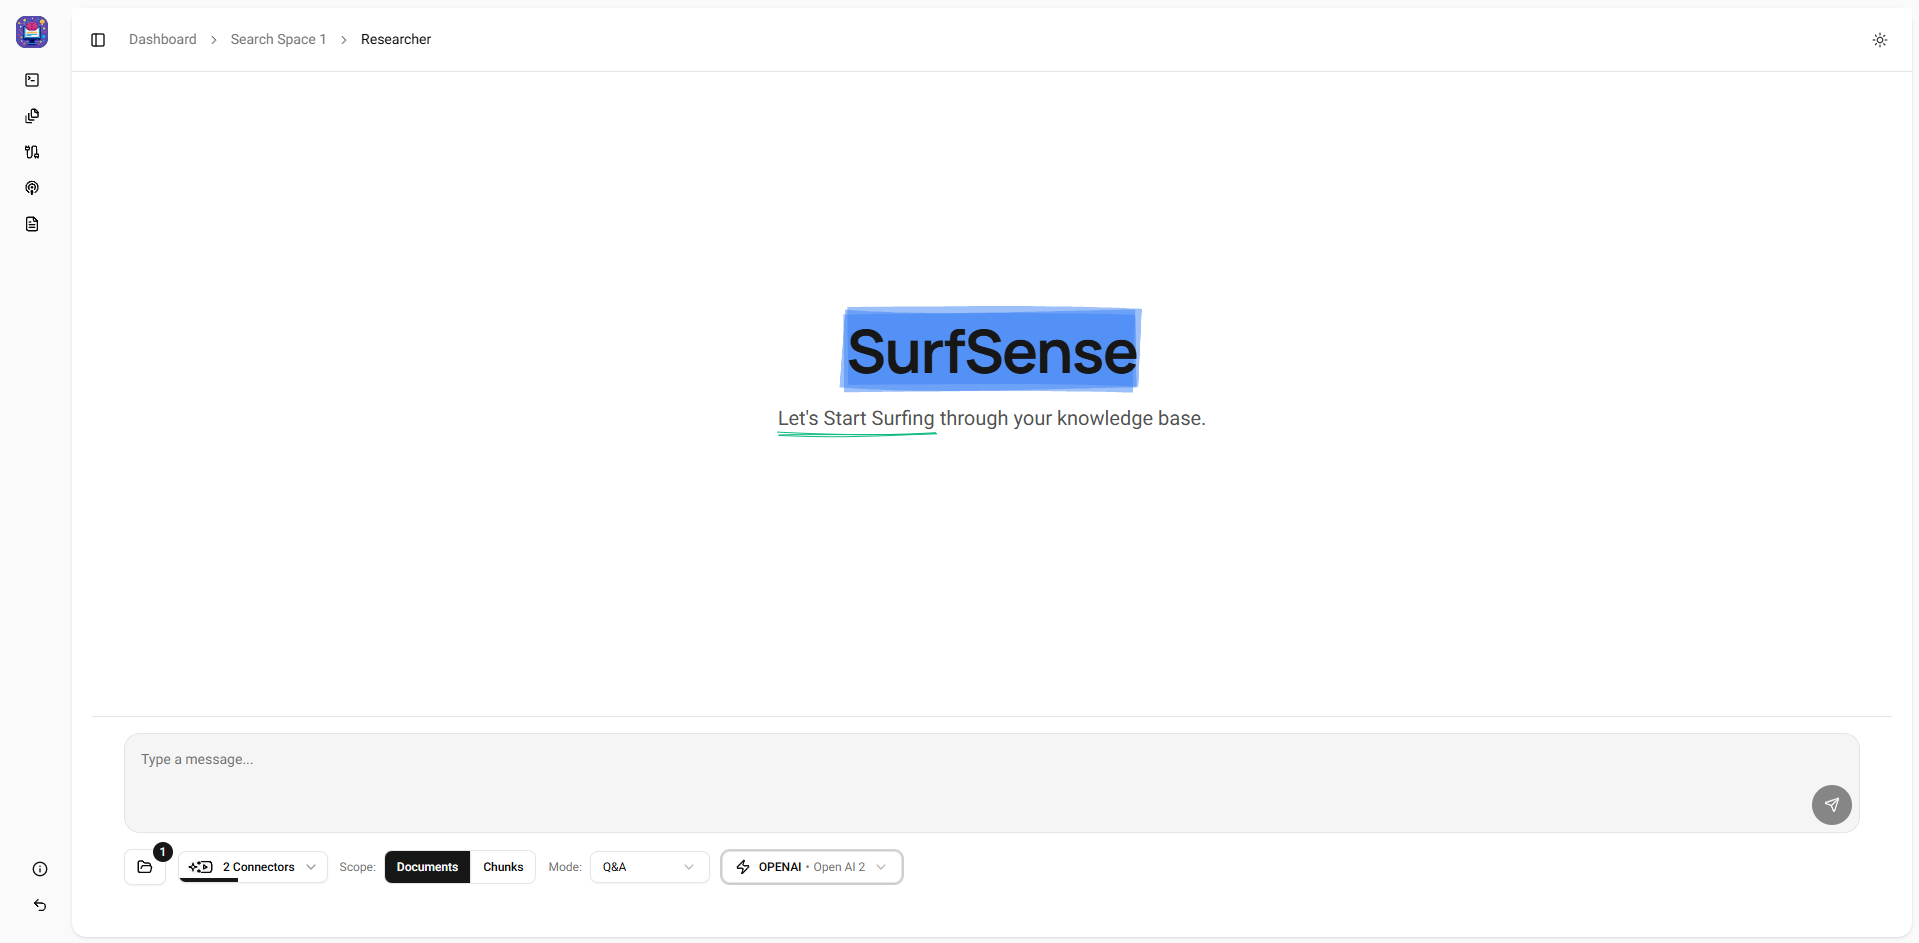 Dashboard > Search Space 1 > Researcher
SurfSense
Let's Start Surfing through your knowledge base.
Type a message...
1
2 Connectors
Scope: Documents Chunks
Mode: Q&A
OPENAI • Open AI 2